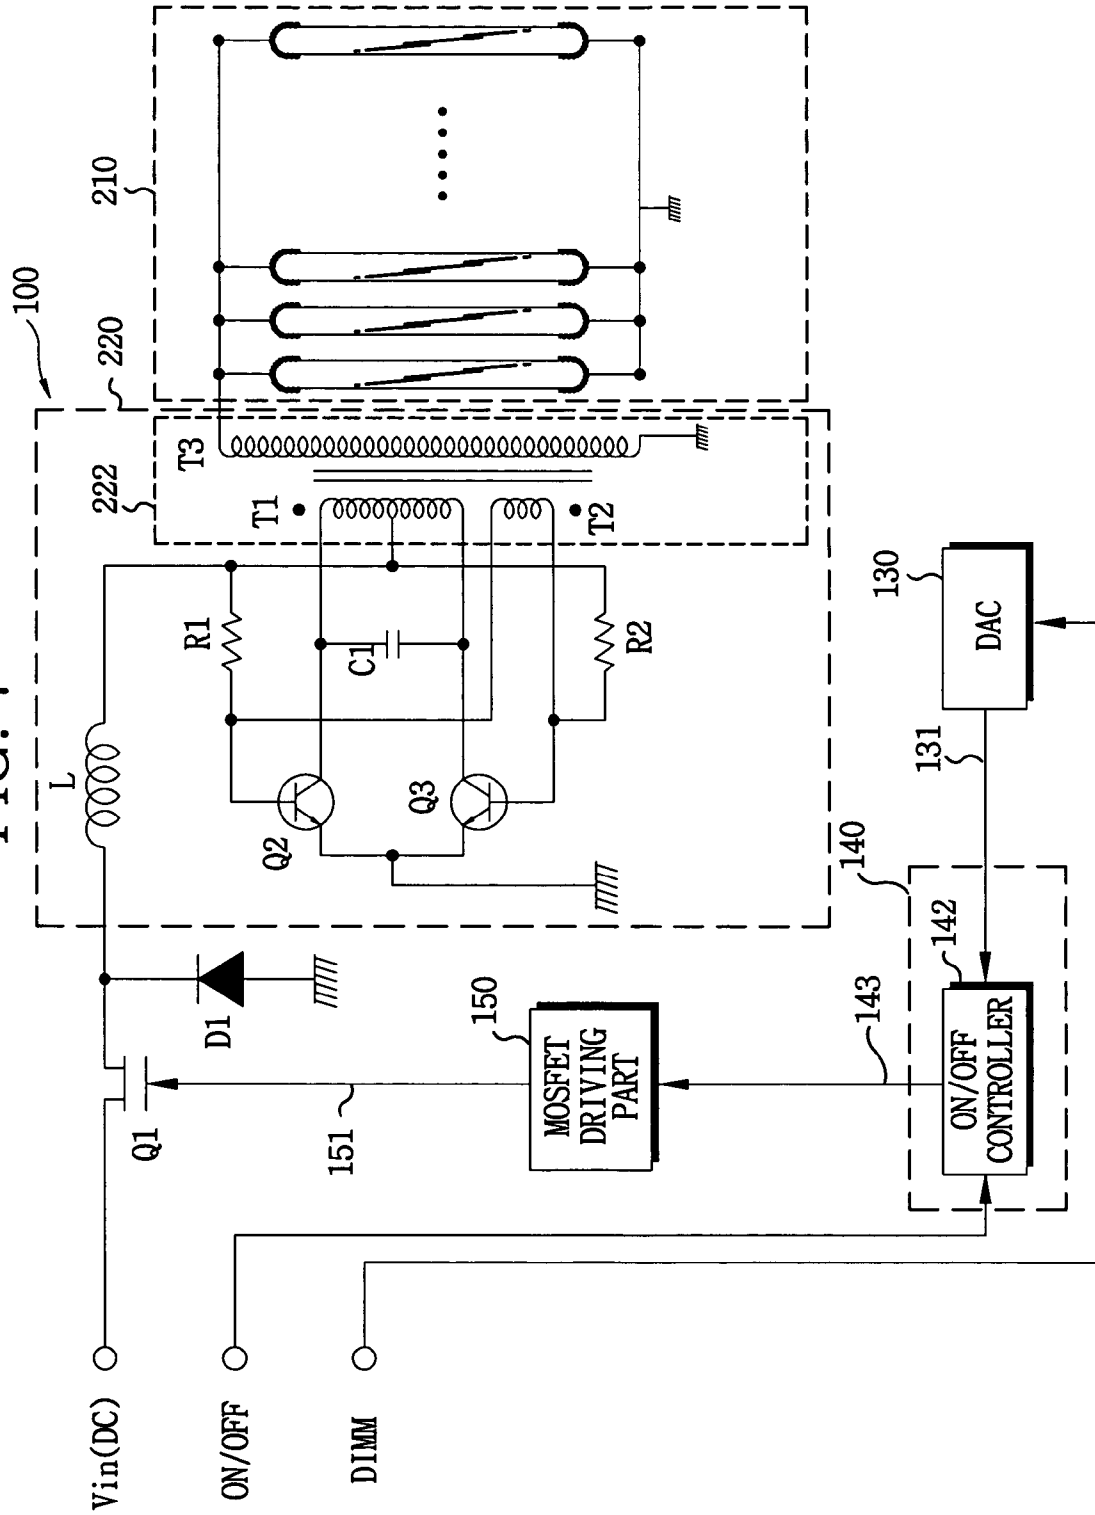 FIG.
100
L
Vin(DC)
222
220
210
Q1
T3
R1
D1
ON/OFF
T1
Q2
151
C1
DIMM
Q3
150
MOSFET
DRIVING
PART
T2
R2
143
140
130
131
142
ON/OFF
CONTROLLER
DAC